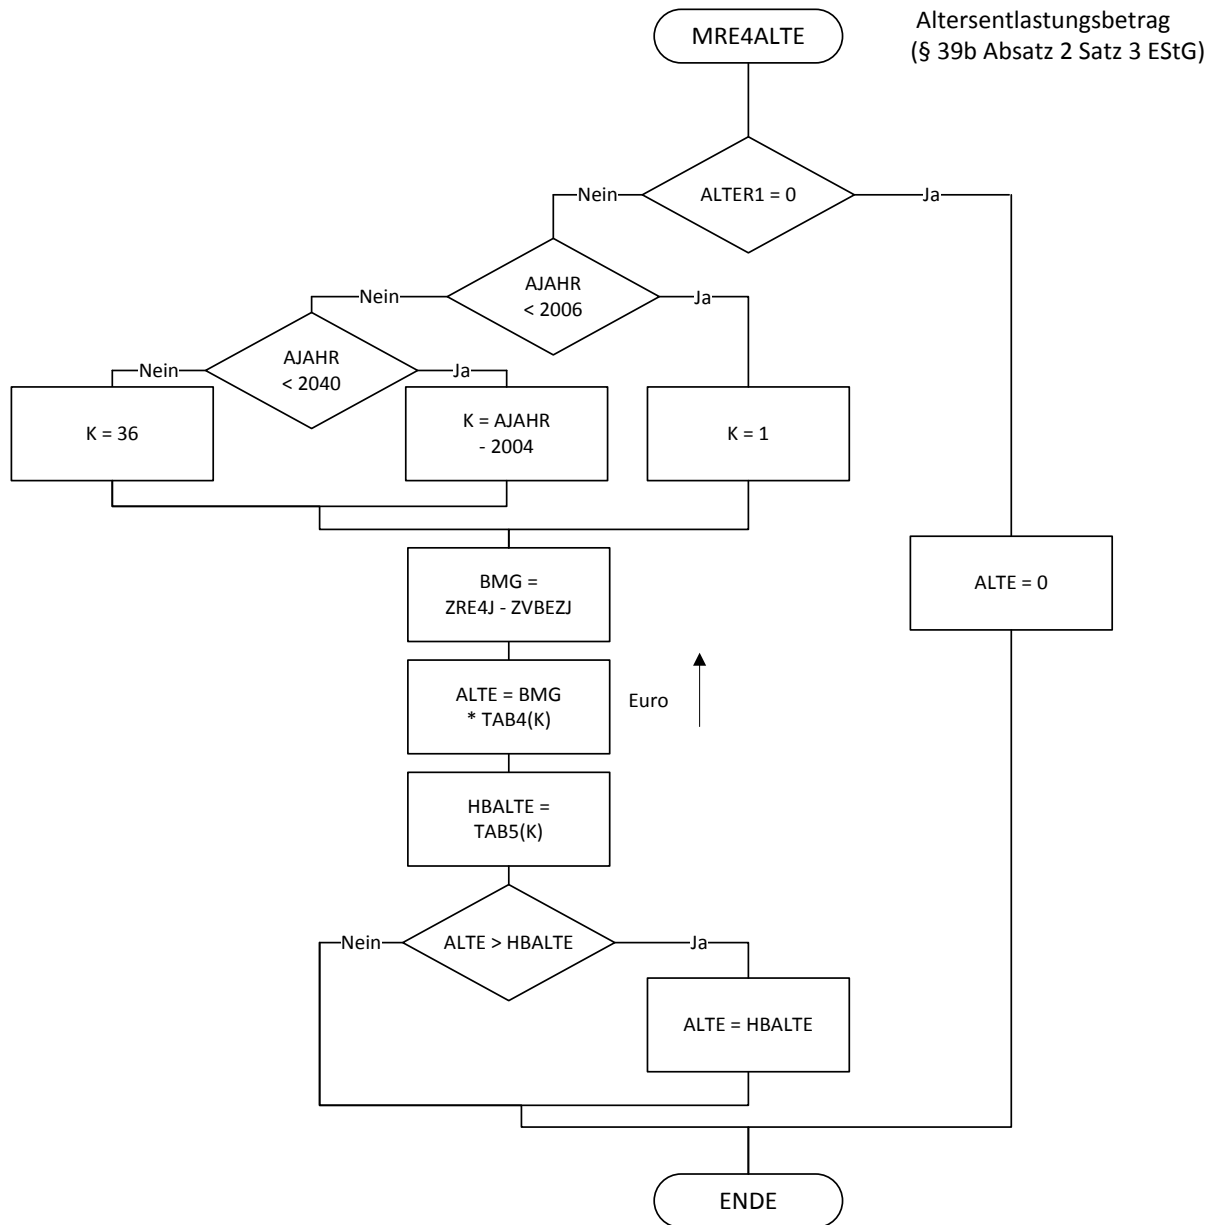 MRE4ALTE
Altersentlastungsbetrag
(§ 39b Absatz 2 Satz 3 EStG)
Nein
ALTER1 = 0
Ja
Nein
AJAHR
< 2006
Ja
Nein
AJAHR
< 2040
Ja
K = 36
K = AJAHR
- 2004
K = 1
BMG =
ZRE4J - ZVBEZJ
ALTE = 0
ALTE = BMG
* TAB4(K)
Euro
HBALTE =
TAB5(K)
Nein
ALTE > HBALTE
Ja
ALTE = HBALTE
ENDE